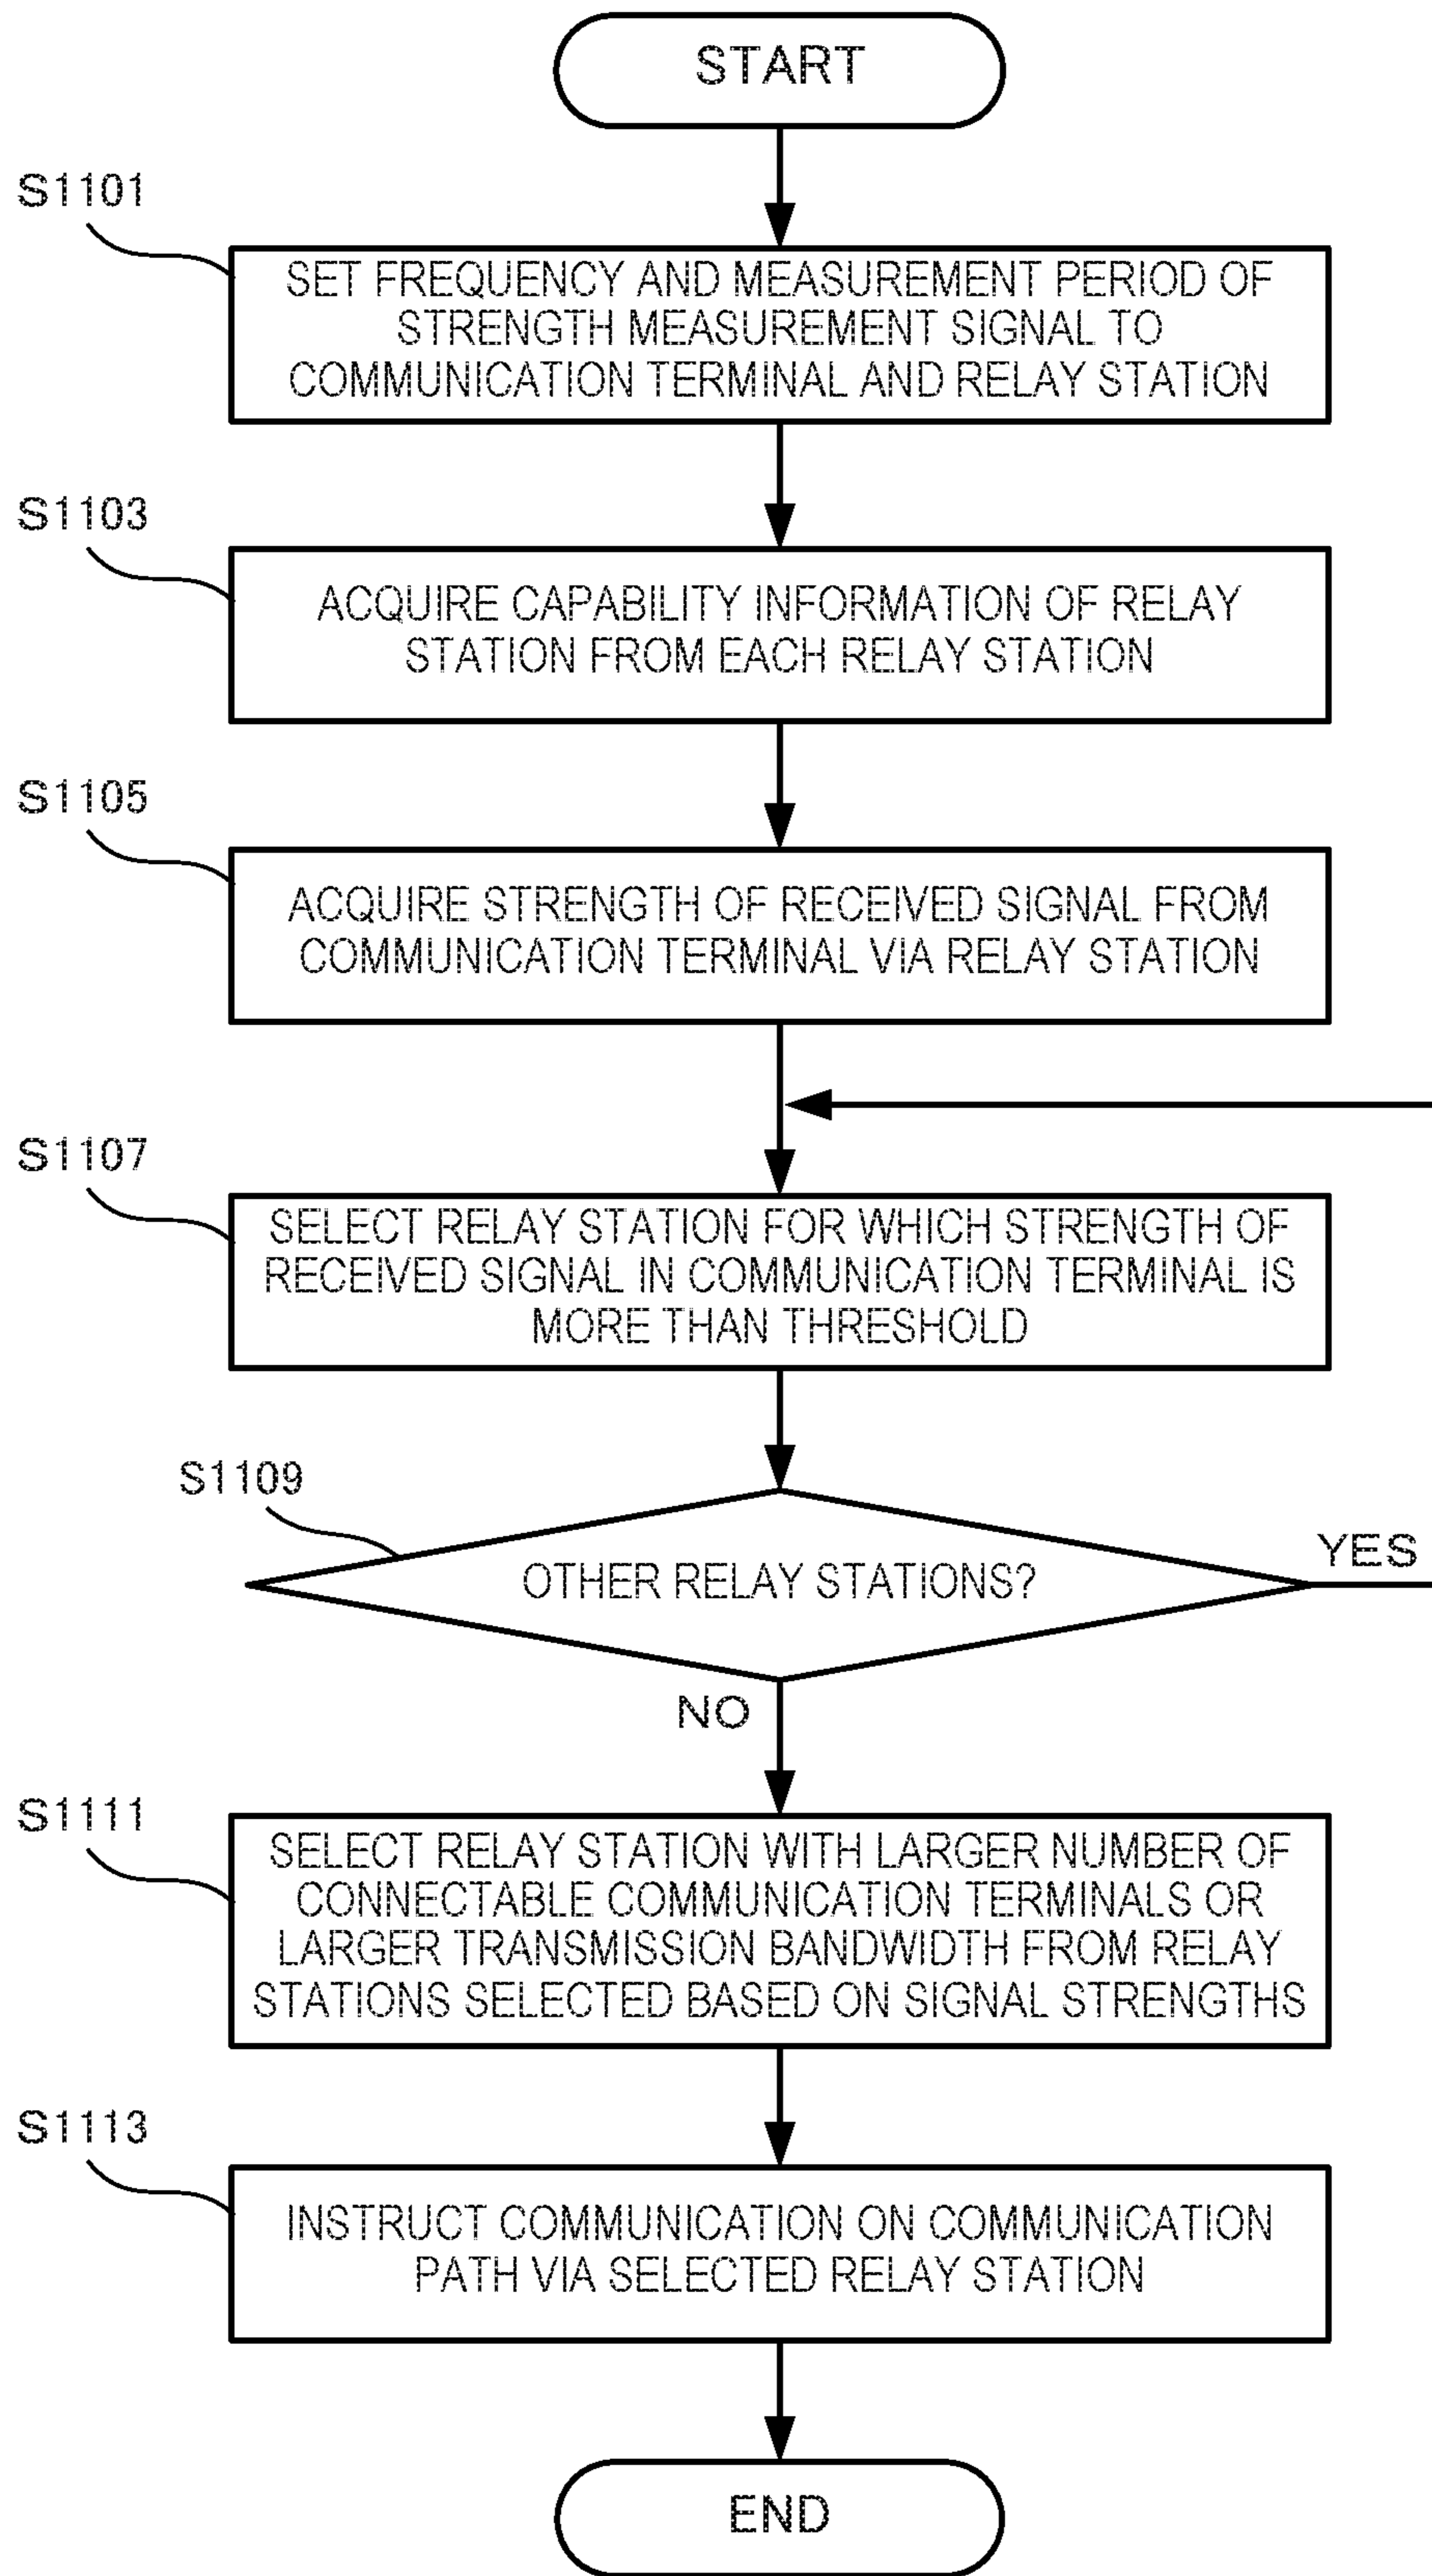 START
S1101
SET FREQUENCY AND MEASUREMENT PERIOD OF
STRENGTH MEASUREMENT SIGNAL TO
COMMUNICATION TERMINAL AND RELAY STATION
S1103
ACQUIRE CAPABILITY INFORMATION OF RELAY
STATION FROM EACH RELAY STATION
S1105
ACQUIRE STRENGTH OF RECEIVED SIGNAL FROM
COMMUNICATION TERMINAL VIA RELAY STATION
S1107
SELECT RELAY STATION FOR WHICH STRENGTH OF
RECEIVED SIGNAL IN COMMUNICATION TERMINAL IS
MORE THAN THRESHOLD
S1109
OTHER RELAY STATIONS?
YES
NO
S1111
SELECT RELAY STATION WITH LARGER NUMBER OF
CONNECTABLE COMMUNICATION TERMINALS OR
LARGER TRANSMISSION BANDWIDTH FROM RELAY
STATIONS SELECTED BASED ON SIGNAL STRENGTHS
S1113
INSTRUCT COMMUNICATION ON COMMUNICATION
PATH VIA SELECTED RELAY STATION
END